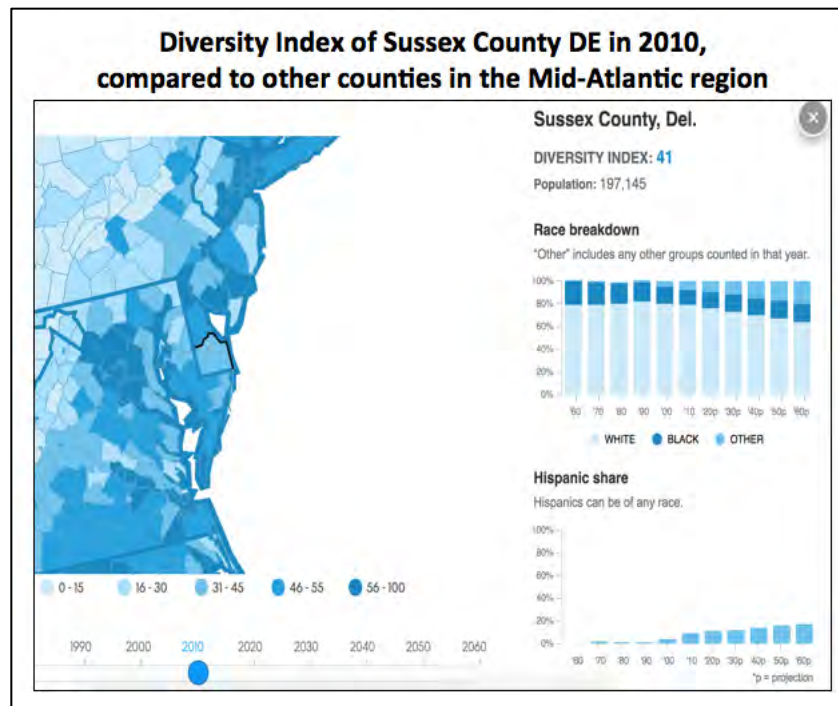 Diversity Index of Sussex County DE in 2010,
compared to other counties in the Mid-Atlantic region
Sussex County, Del.
DIVERSITY INDEX: 41
Population: 197,145
Race breakdown
"Other" includes any other groups counted in that year.
100%
80%
60%
40%
20%
0%
'60 '70 '80 '90 '00 '10 '20p '30p '40p '50p '60p
WHITE BLACK OTHER
Hispanic share
Hispanics can be of any race.
100%
80%
60%
40%
20%
0%
'60 '70 '80 '90 '00 '10 '20p '30p '40p '50p '60p
*p = projection
0 - 15 16 - 30 31 - 45 46 - 55 56 - 100
1990 2000 2010 2020 2030 2040 2050 2060